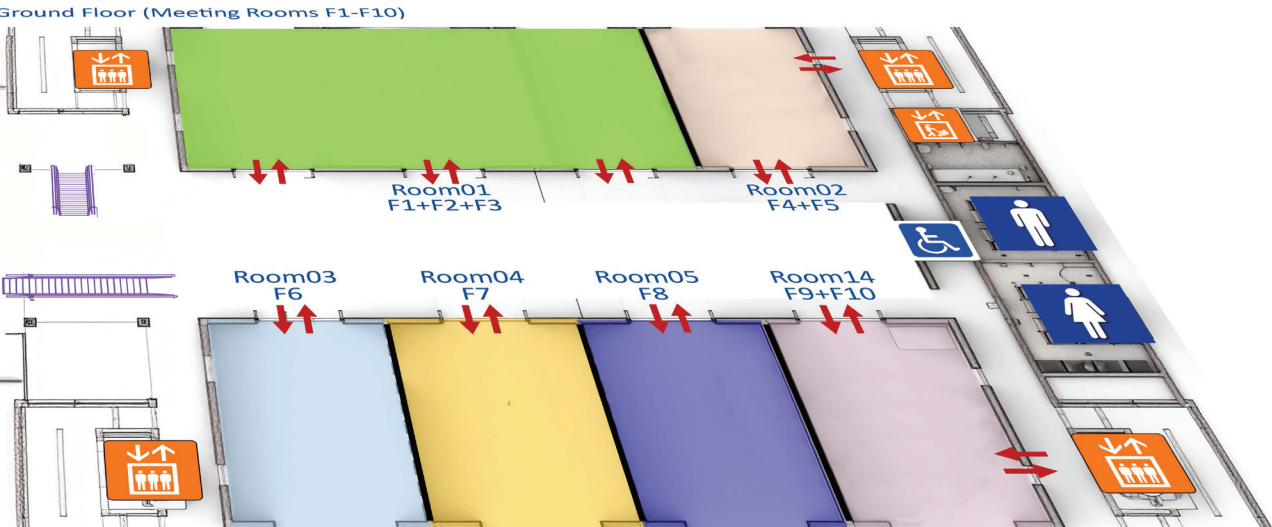 Ground Floor (Meeting Rooms F1-F10)
Room01
F1+F2+F3
Room02
F4+F5
Room03
F6
Room04
F7
Room05
F8
Room14
F9+F10